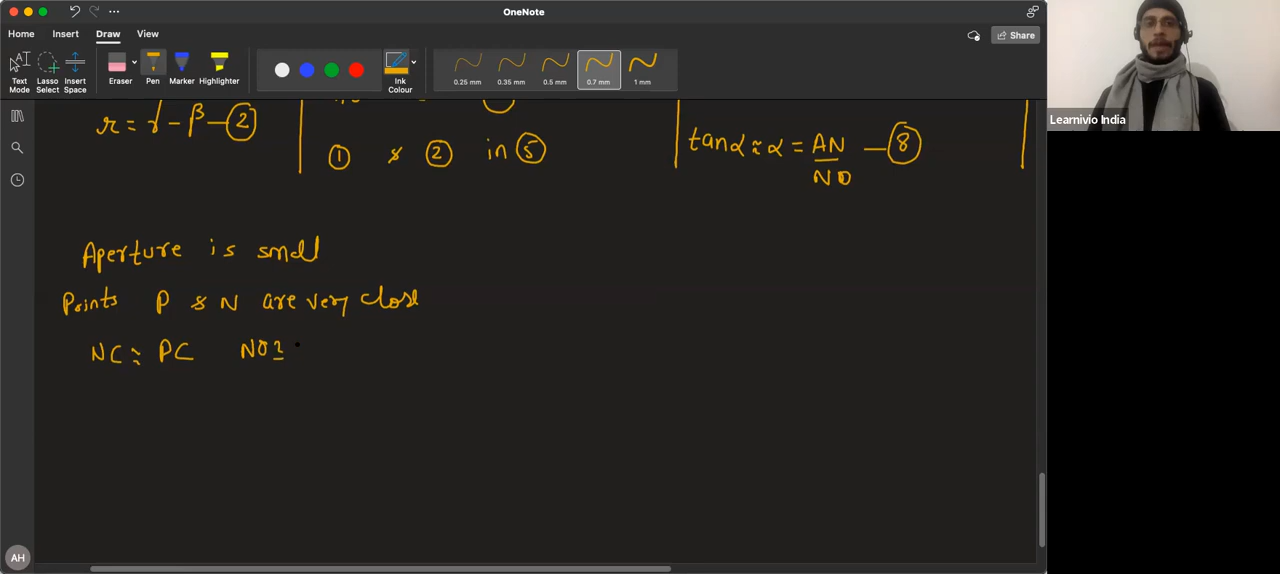 OneNote
Home Insert Draw View
Share
Text Mode
Lasso Select
Insert Space
Eraser
Pen
Marker
Highlighter
Ink Colour
0.25 mm
0.35 mm
0.5 mm
0.7 mm
1 mm
Learnivio India
r = γ - β - ②
① & ② in ⑤
tanα ≈ α = AN/NO - ⑧
Aperture is small
Points P & N are very close
NC ≈ PC NO
AH